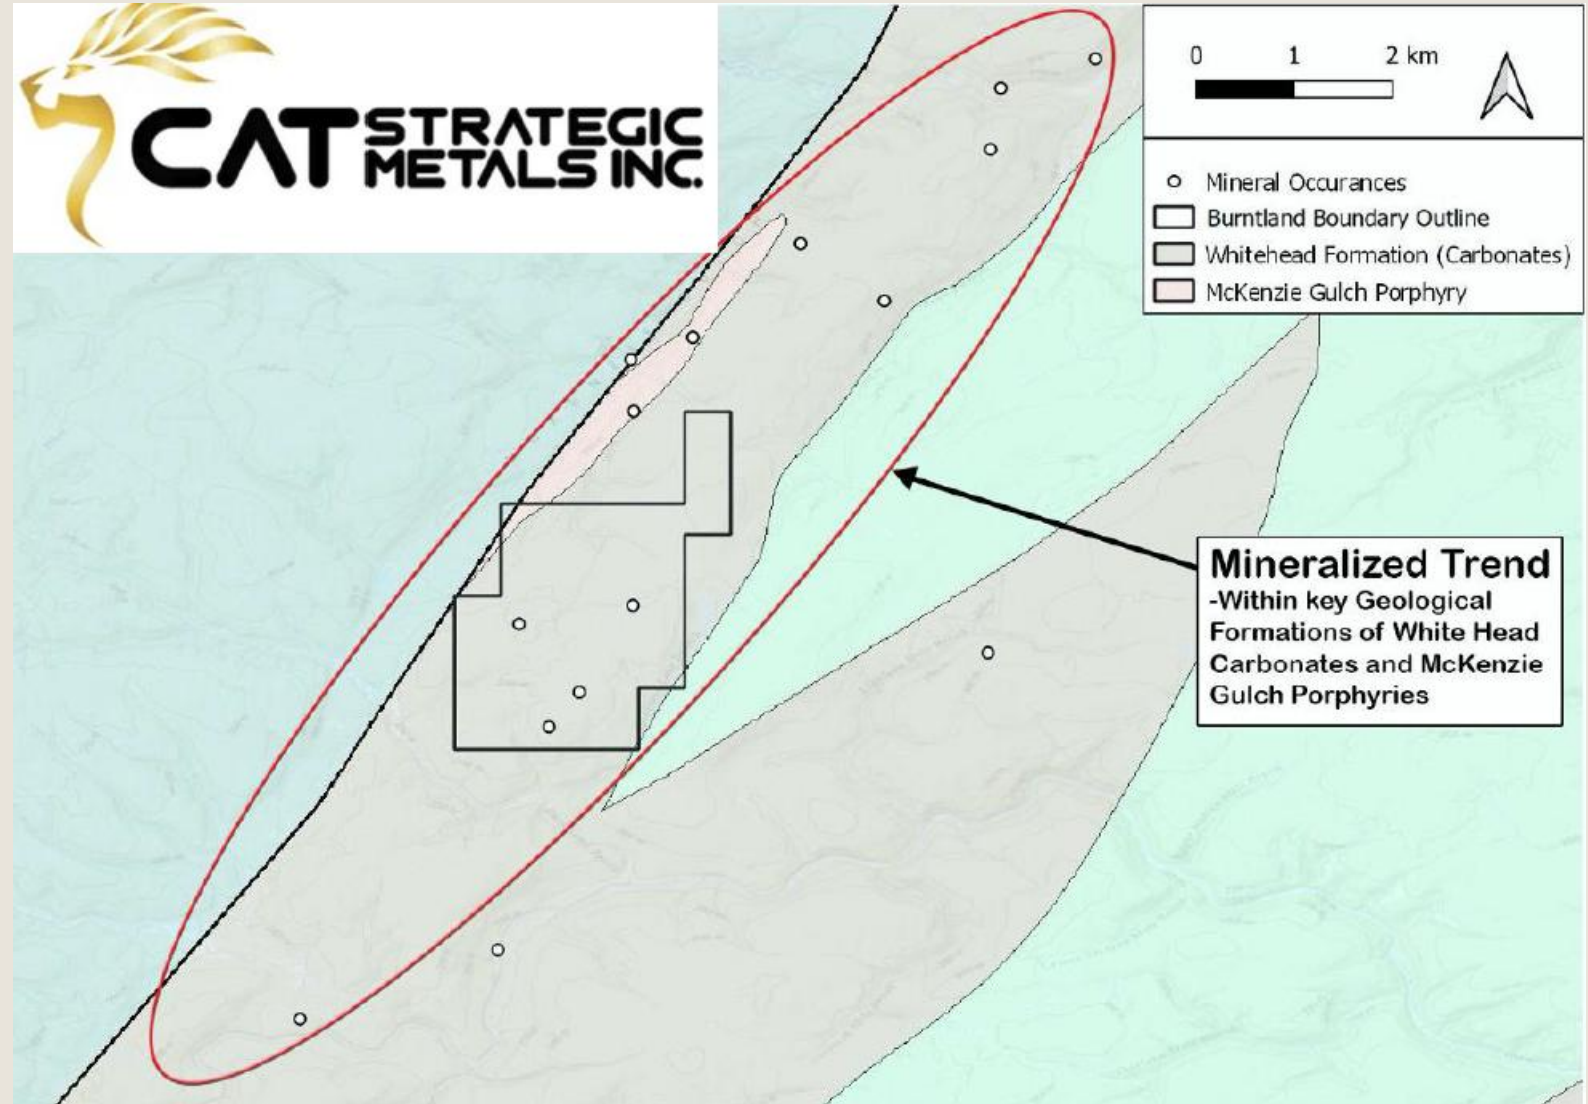 CAT STRATEGIC
METALS INC.
0 1 2 km
Mineral Occurances
Burntland Boundary Outline
Whitehead Formation (Carbonates)
McKenzie Gulch Porphyry
Mineralized Trend
-Within key Geological
Formations of White Head
Carbonates and McKenzie
Gulch Porphyries